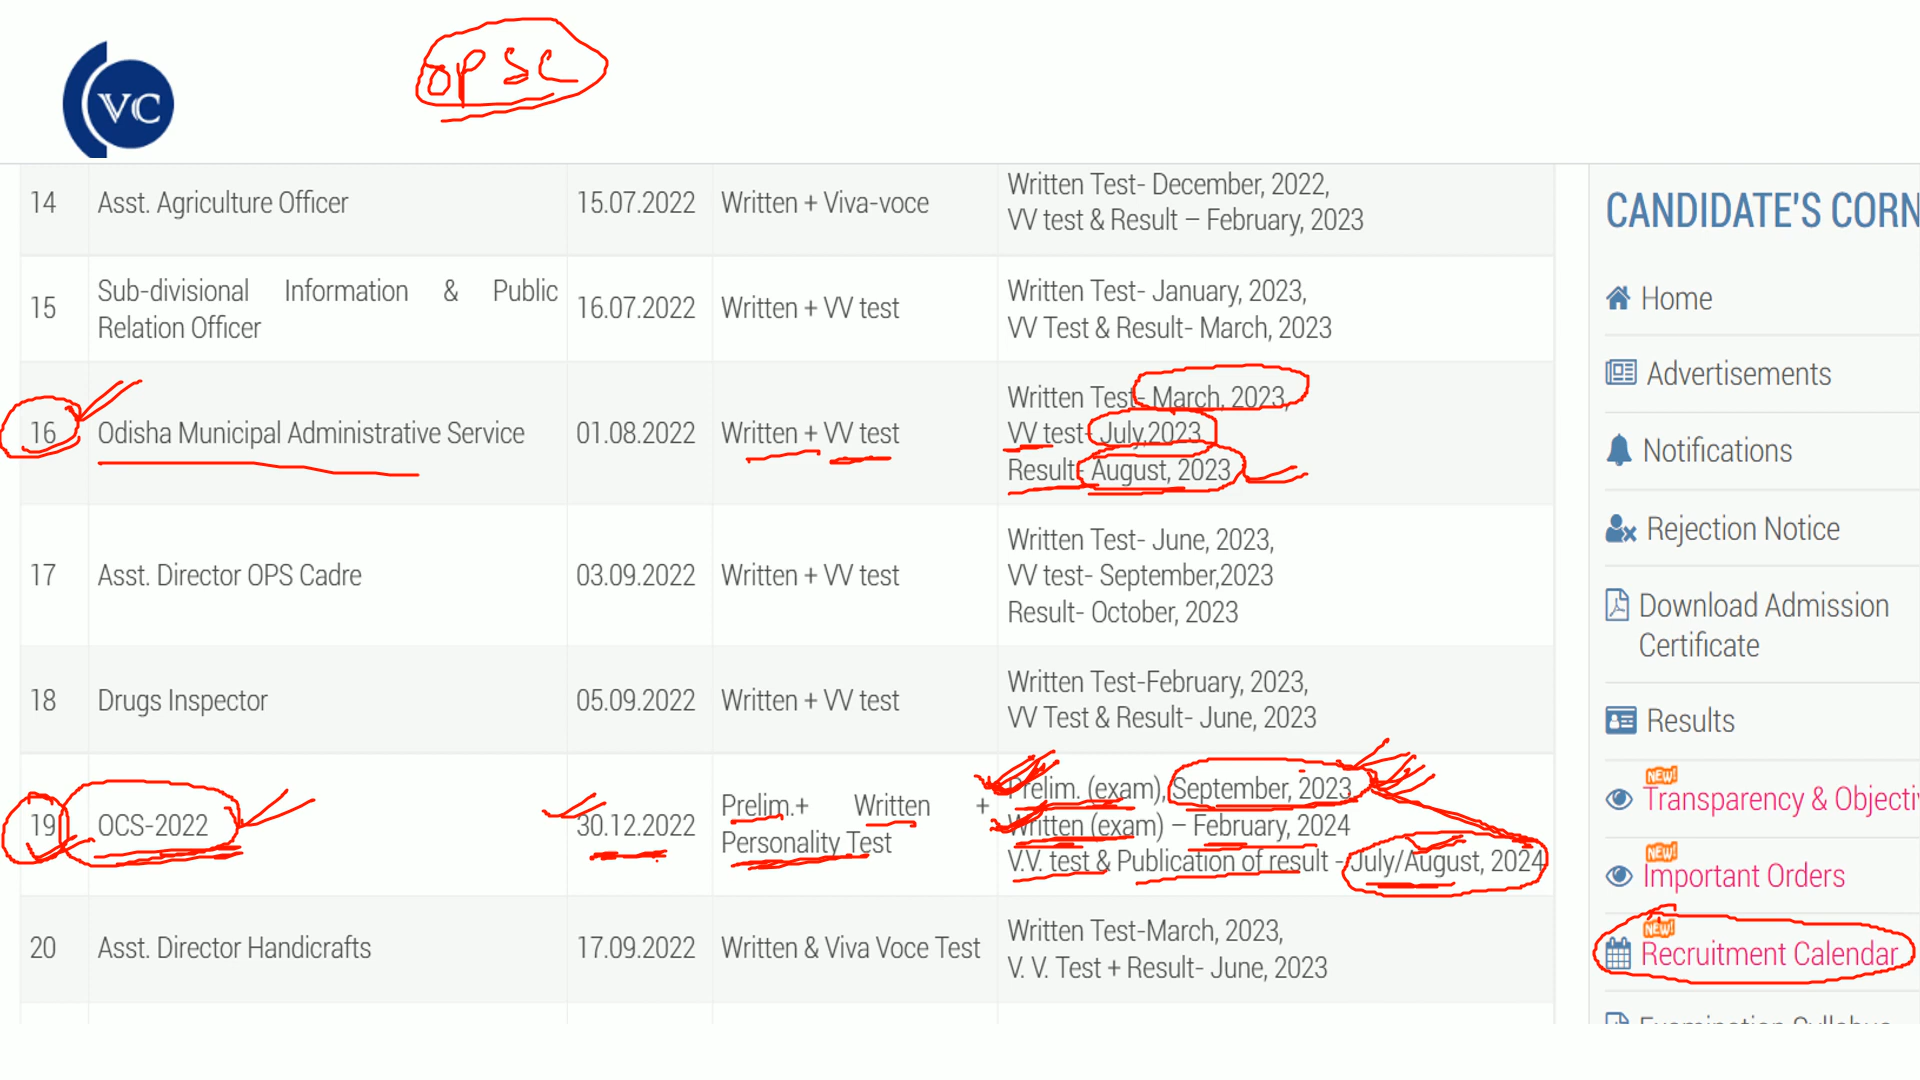 OPSC
VC
14 Asst. Agriculture Officer 15.07.2022 Written + Viva-voce Written Test- December, 2022,
VV test & Result – February, 2023
15 Sub-divisional Information & Public Relation Officer 16.07.2022 Written + VV test Written Test- January, 2023,
VV Test & Result- March, 2023
16 Odisha Municipal Administrative Service 01.08.2022 Written + VV test Written Test- March, 2023,
VV test- July,2023
Result- August, 2023
17 Asst. Director OPS Cadre 03.09.2022 Written + VV test Written Test- June, 2023,
VV test- September,2023
Result- October, 2023
18 Drugs Inspector 05.09.2022 Written + VV test Written Test-February, 2023,
VV Test & Result- June, 2023
19 OCS-2022 30.12.2022 Prelim.+ Written + Personality Test Prelim. (exam), September, 2023
Written (exam) – February, 2024
V.V. test & Publication of result - July/August, 2024
20 Asst. Director Handicrafts 17.09.2022 Written & Viva Voce Test Written Test-March, 2023,
V. V. Test + Result- June, 2023
CANDIDATE'S CORN
Home
Advertisements
Notifications
Rejection Notice
Download Admission
Certificate
Results
NEW!
Transparency & Objecti
NEW!
Important Orders
NEW!
Recruitment Calendar